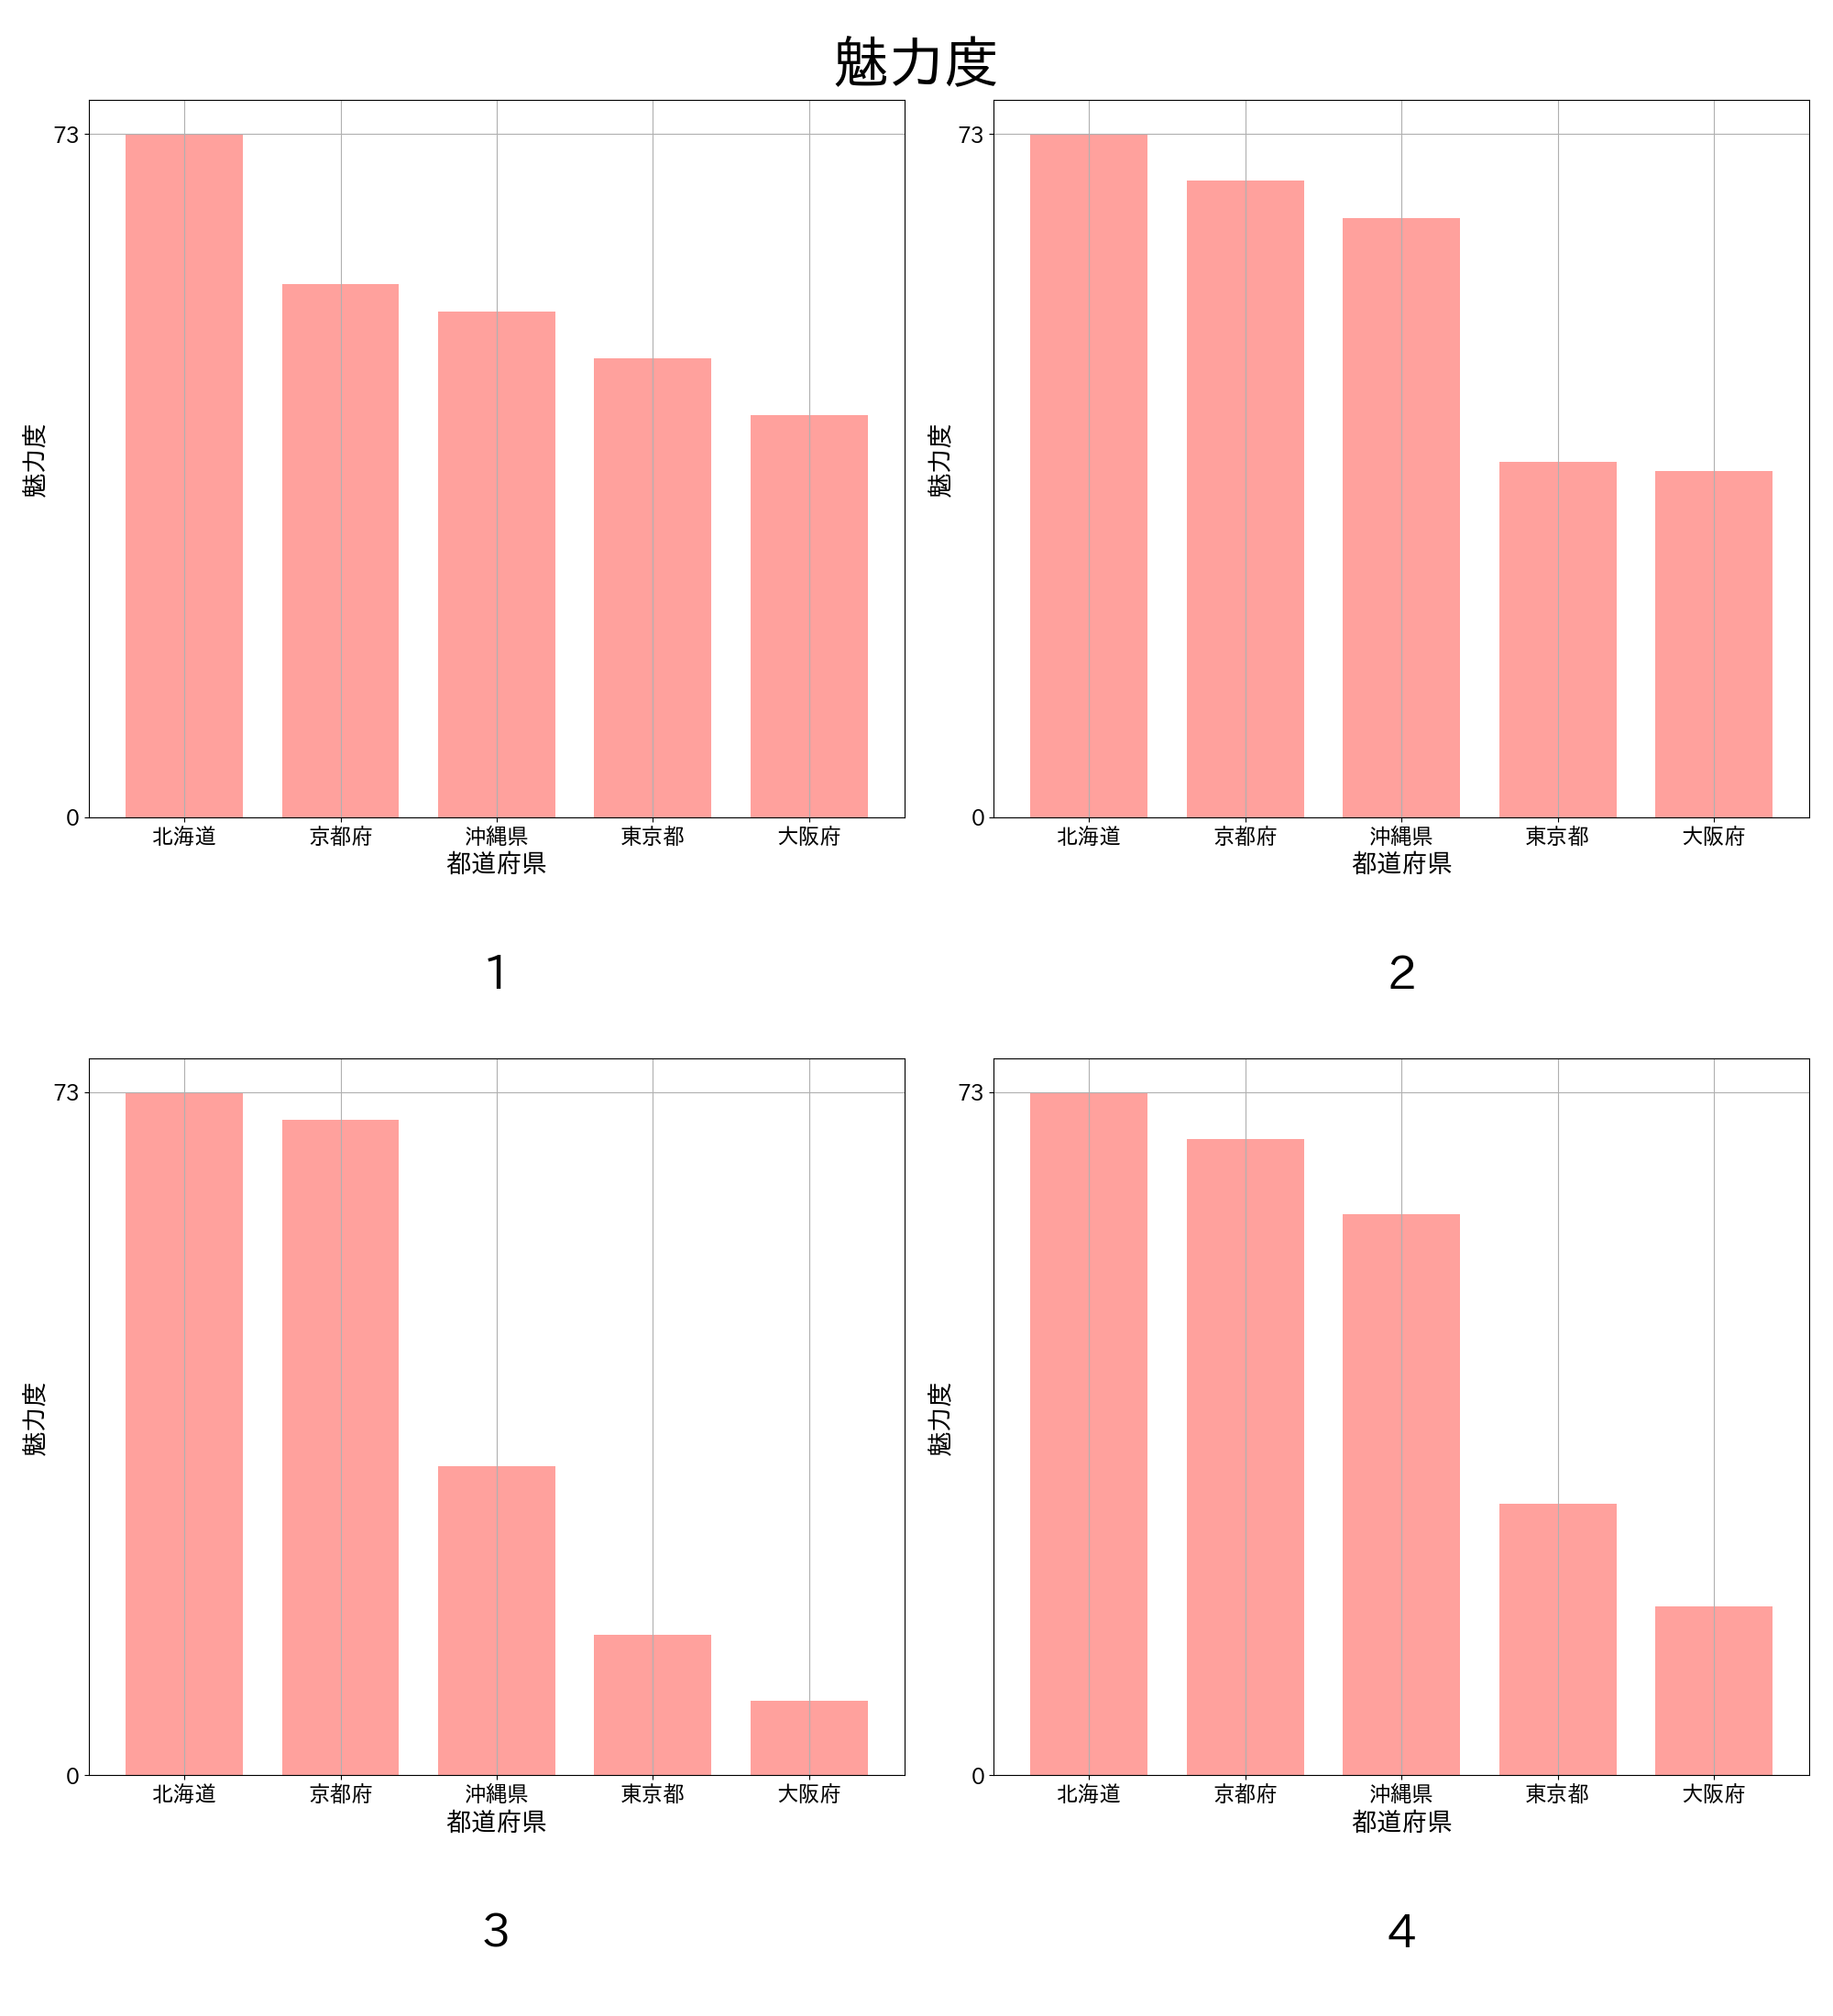 魅力度
73
0
魅力度
北海道 京都府 沖縄県 東京都 大阪府
都道府県
1
73
0
魅力度
北海道 京都府 沖縄県 東京都 大阪府
都道府県
2
73
0
魅力度
北海道 京都府 沖縄県 東京都 大阪府
都道府県
3
73
0
魅力度
北海道 京都府 沖縄県 東京都 大阪府
都道府県
4